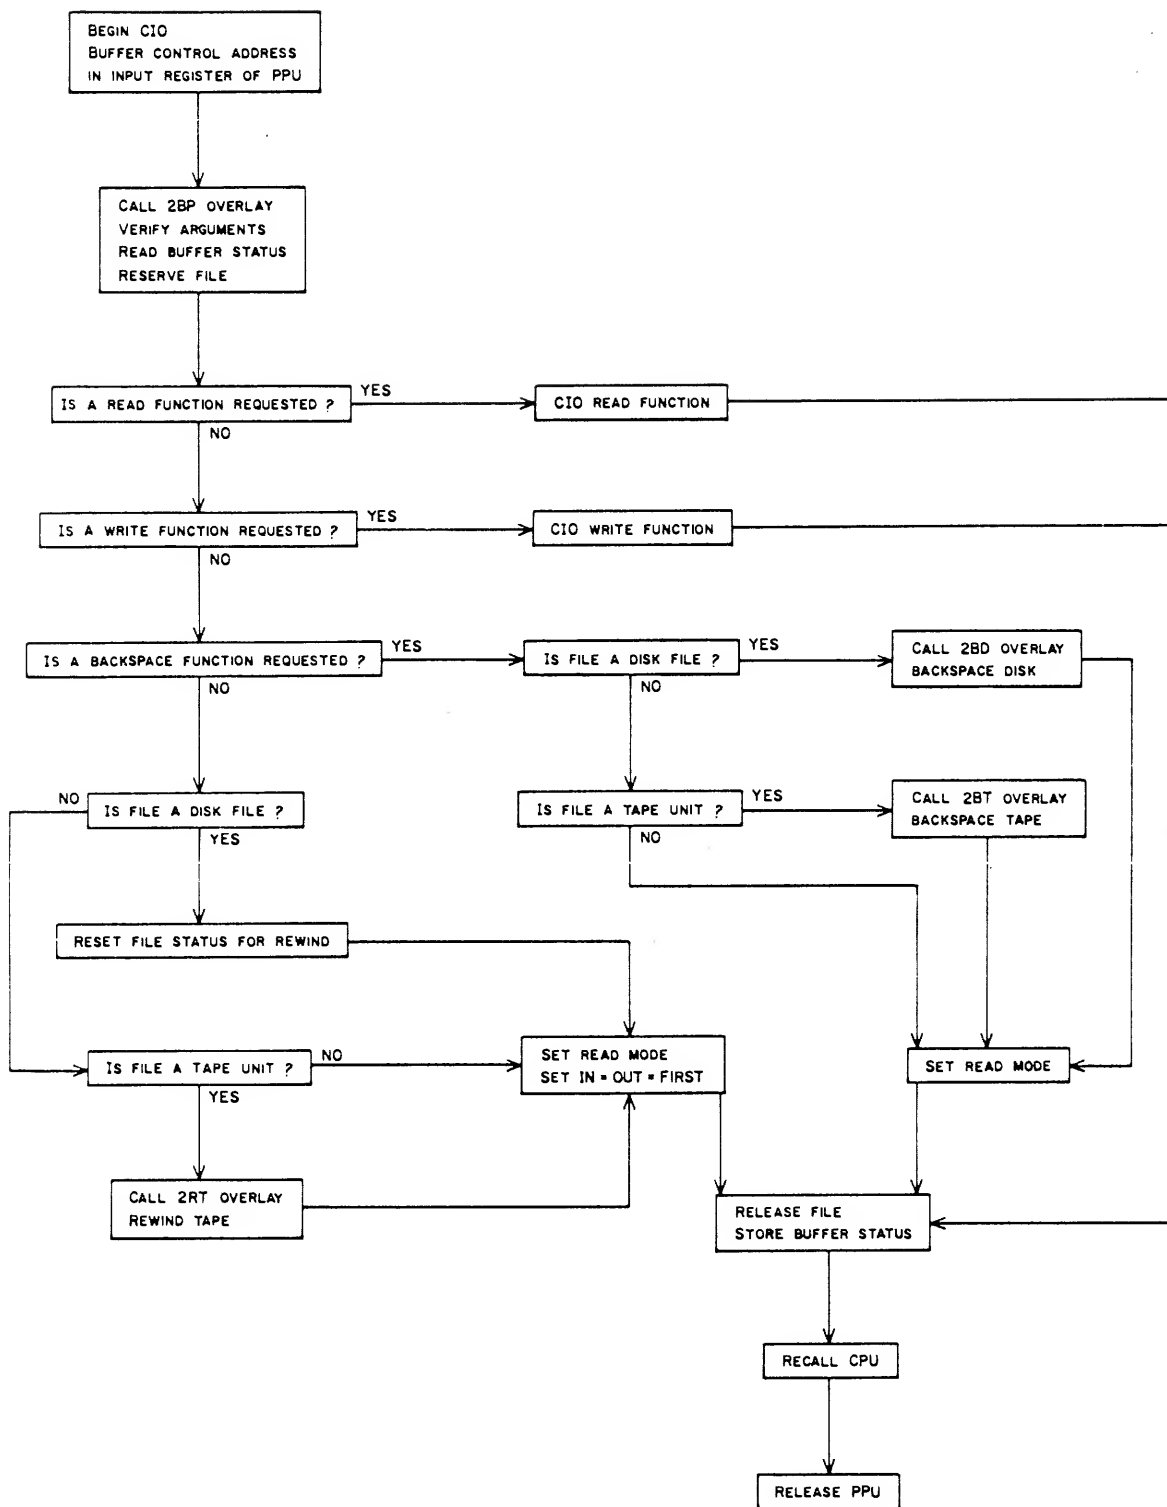 BEGIN CIO
BUFFER CONTROL ADDRESS
IN INPUT REGISTER OF PPU
CALL 2BP OVERLAY
VERIFY ARGUMENTS
READ BUFFER STATUS
RESERVE FILE
IS A READ FUNCTION REQUESTED ?
YES
CIO READ FUNCTION
NO
IS A WRITE FUNCTION REQUESTED ?
YES
CIO WRITE FUNCTION
NO
IS A BACKSPACE FUNCTION REQUESTED ?
YES
IS FILE A DISK FILE ?
YES
CALL 2BD OVERLAY
BACKSPACE DISK
NO
NO
NO
IS FILE A DISK FILE ?
YES
IS FILE A TAPE UNIT ?
YES
CALL 2BT OVERLAY
BACKSPACE TAPE
NO
RESET FILE STATUS FOR REWIND
IS FILE A TAPE UNIT ?
NO
YES
SET READ MODE
SET IN = OUT = FIRST
SET READ MODE
CALL 2RT OVERLAY
REWIND TAPE
RELEASE FILE
STORE BUFFER STATUS
RECALL CPU
RELEASE PPU